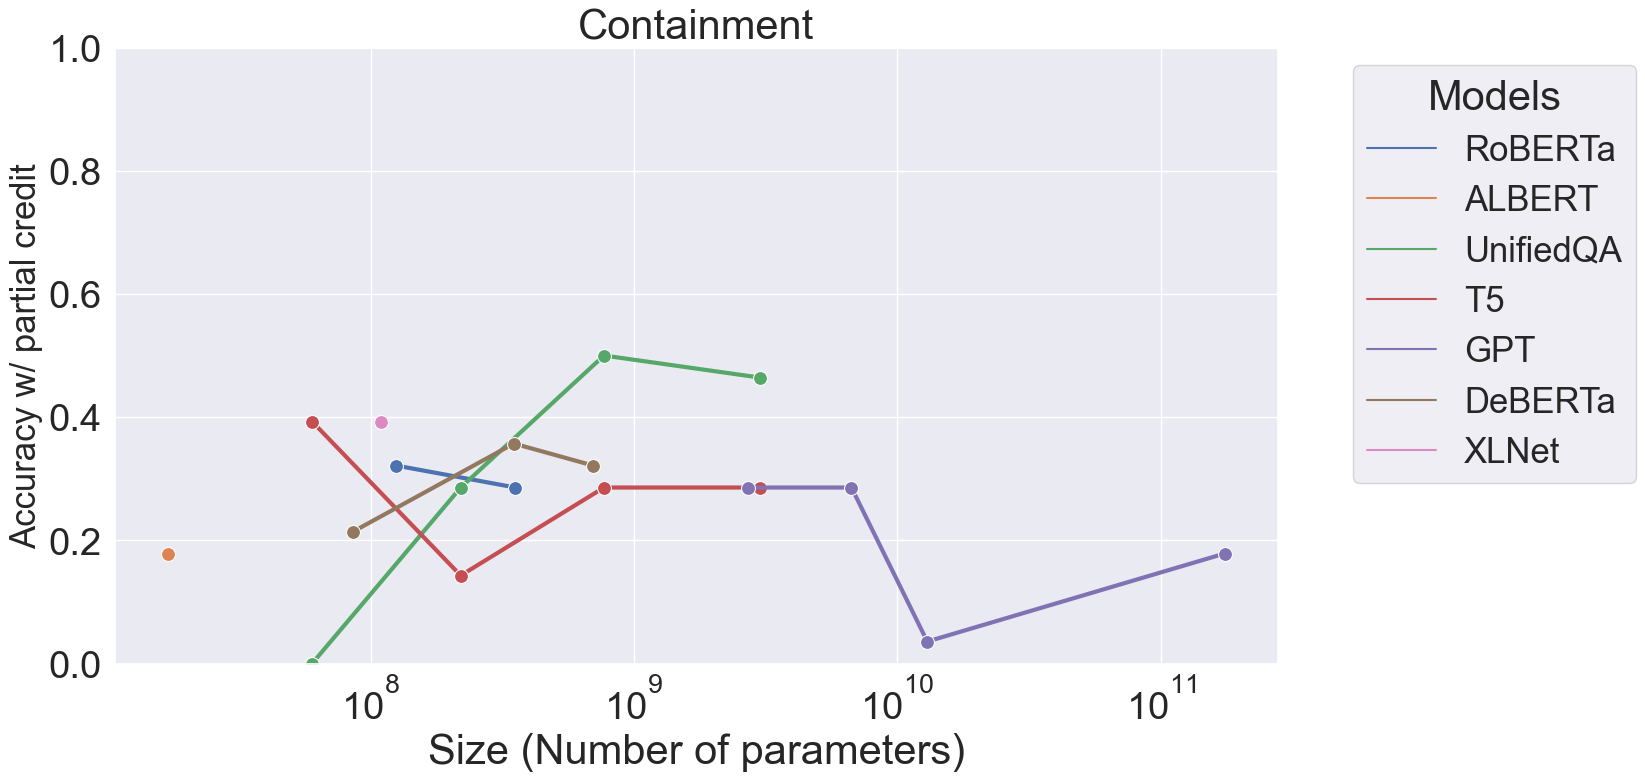 Containment
1.0
0.8
0.6
0.4
0.2
0.0
Accuracy w/ partial credit
10^8
10^9
10^10
10^11
Size (Number of parameters)
Models
RoBERTa
ALBERT
UnifiedQA
T5
GPT
DeBERTa
XLNet